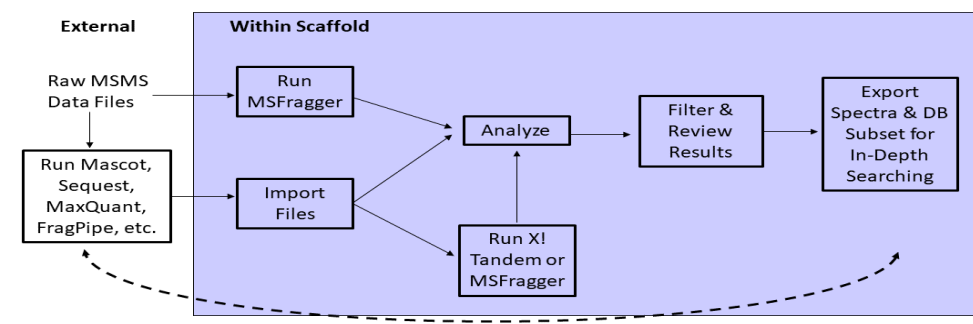 External
Within Scaffold
Raw MSMS
Data Files
Run
MSFragger
Run Mascot,
Sequest,
MaxQuant,
FragPipe, etc.
Import
Files
Analyze
Run X!
Tandem or
MSFragger
Filter &
Review
Results
Export
Spectra & DB
Subset for
In-Depth
Searching